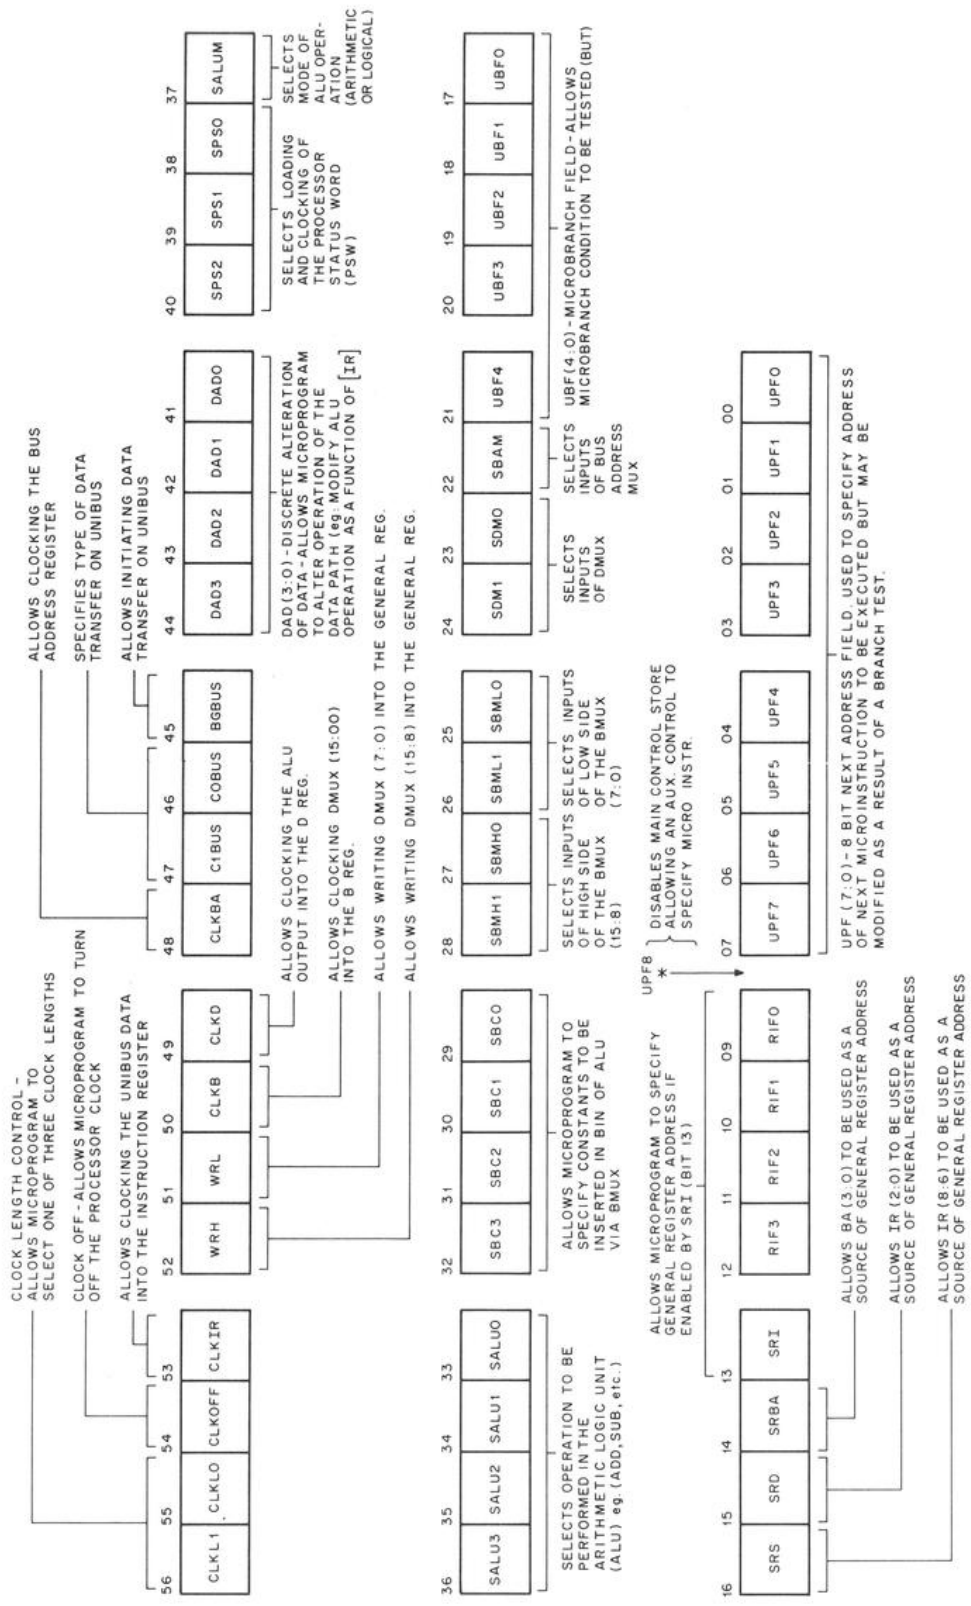 CLOCK LENGTH CONTROL -
ALLOWS MICROPROGRAM TO
SELECT ONE OF THREE CLOCK LENGTHS
CLOCK OFF - ALLOWS MICROPROGRAM TO TURN
OFF THE PROCESSOR CLOCK
ALLOWS CLOCKING THE UNIBUS DATA
INTO THE INSTRUCTION REGISTER
ALLOWS CLOCKING THE BUS
ADDRESS REGISTER
SPECIFIES TYPE OF DATA
TRANSFER ON UNIBUS
ALLOWS INITIATING DATA
TRANSFER ON UNIBUS
56 55 54 53 52 51 50 49 48 47 46 45 44 43 42 41 40 39 38 37
CLKL1 CLKL0 CLKOFF CLKIR WRH WRL CLKB CLKD CLKBA C1BUS C0BUS BGBUS DAD3 DAD2 DAD1 DAD0 SPS2 SPS1 SPS0 SALUM
ALLOWS CLOCKING THE ALU
OUTPUT INTO THE D REG.
ALLOWS CLOCKING DMUX (15:00)
INTO THE B REG.
ALLOWS WRITING DMUX (7:0) INTO THE GENERAL REG.
ALLOWS WRITING DMUX (15:8) INTO THE GENERAL REG.
DAD (3:0) - DISCRETE ALTERATION
OF DATA - ALLOWS MICROPROGRAM
TO ALTER OPERATION OF THE
DATA PATH (eg: MODIFY ALU
OPERATION AS A FUNCTION OF [IR]
SELECTS LOADING
AND CLOCKING OF
THE PROCESSOR
STATUS WORD
(PSW)
SELECTS
MODE OF
ALU OPER-
ATION
(ARITHMETIC
OR LOGICAL)
36 35 34 33 32 31 30 29 28 27 26 25 24 23 22 21 20 19 18 17
SALU3 SALU2 SALU1 SALU0 SBC3 SBC2 SBC1 SBC0 SBMH1 SBMH0 SBML1 SBML0 SDM1 SDM0 SBAM UBF4 UBF3 UBF2 UBF1 UBF0
SELECTS OPERATION TO BE
PERFORMED IN THE
ARITHMETIC LOGIC UNIT
(ALU) eg. (ADD, SUB, etc.)
ALLOWS MICROPROGRAM TO
SPECIFY CONSTANTS TO BE
INSERTED IN BIN OF ALU
VIA BMUX
SELECTS INPUTS
OF HIGH SIDE
OF THE BMUX
(15:8)
SELECTS INPUTS
OF LOW SIDE
OF THE BMUX
(7:0)
SELECTS
INPUTS
OF DMUX
SELECTS
INPUTS
OF BUS
ADDRESS
MUX
UBF (4:0) - MICROBRANCH FIELD - ALLOWS
MICROBRANCH CONDITION TO BE TESTED (BUT)
ALLOWS MICROPROGRAM TO SPECIFY
GENERAL REGISTER ADDRESS IF
ENABLED BY SRI (BIT 13)
UPF8
*
DISABLES MAIN CONTROL STORE
ALLOWING AN AUX. CONTROL TO
SPECIFY MICRO INSTR.
16 15 14 13 12 11 10 09 07 06 05 04 03 02 01 00
SRS SRD SRBA SRI RIF3 RIF2 RIF1 RIF0 UPF7 UPF6 UPF5 UPF4 UPF3 UPF2 UPF1 UPF0
ALLOWS BA (3:0) TO BE USED AS A
SOURCE OF GENERAL REGISTER ADDRESS
ALLOWS IR (2:0) TO BE USED AS A
SOURCE OF GENERAL REGISTER ADDRESS
ALLOWS IR (8:6) TO BE USED AS A
SOURCE OF GENERAL REGISTER ADDRESS
UPF (7:0) - 8 BIT NEXT ADDRESS FIELD. USED TO SPECIFY ADDRESS
OF NEXT MICROINSTRUCTION TO BE EXECUTED BUT MAY BE
MODIFIED AS A RESULT OF A BRANCH TEST.